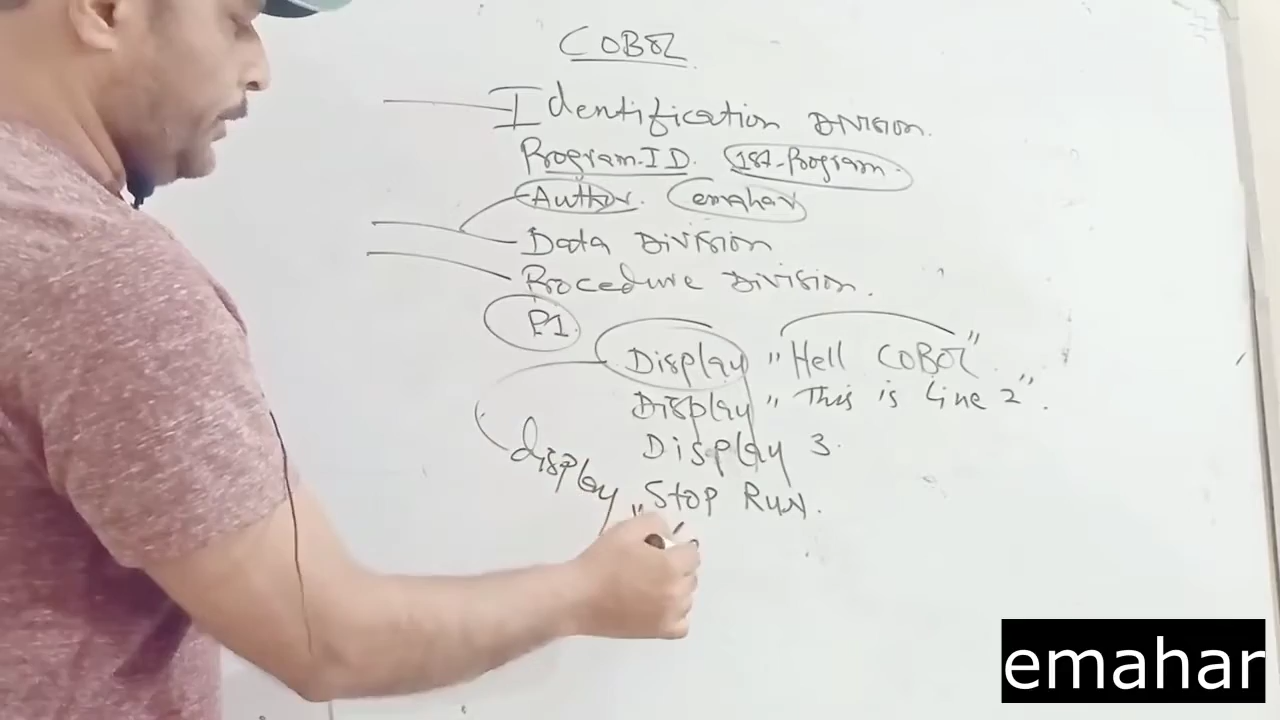 COBOL
Identification Division.
Program-ID. 1st-Program.
Author. emahar
Data Division
Procedure Division.
P1.
Display "Hell COBOL".
Display "This is Line 2".
Display 3.
Stop Run.
display "
emahar